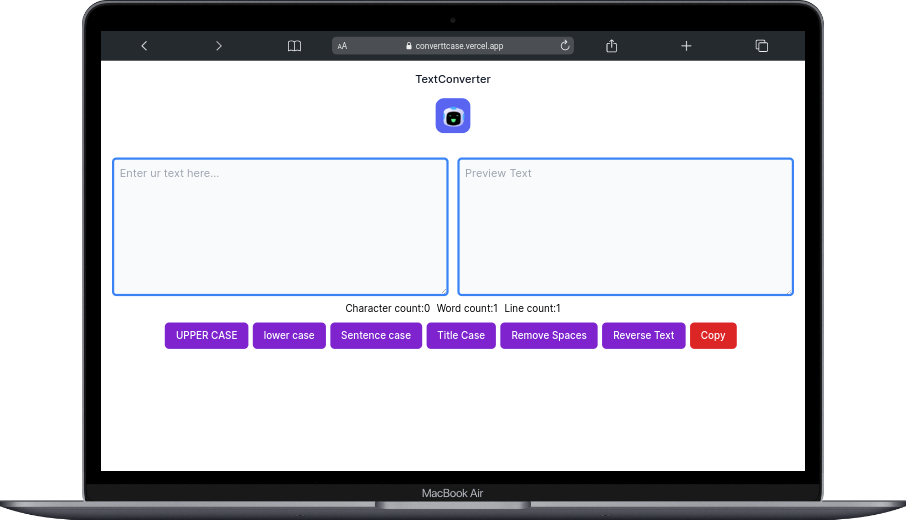 AA converttcase.vercel.app
TextConverter
Enter ur text here... Preview Text
Character count:0 Word count:1 Line count:1
UPPER CASE lower case Sentence case Title Case Remove Spaces Reverse Text Copy
MacBook Air